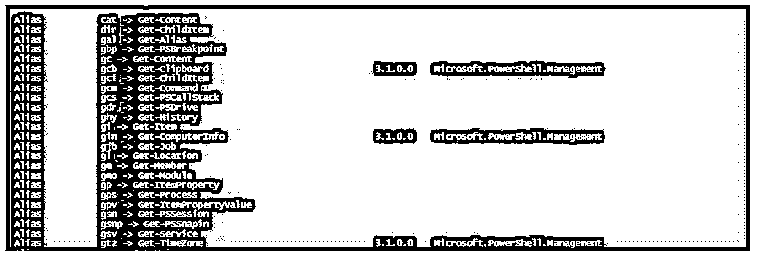 Alias cat -> Get-Content
Alias dir -> Get-ChildItem
Alias gal -> Get-Alias
Alias gbp -> Get-PSBreakpoint
Alias gc -> Get-Content
Alias gcb -> Get-Clipboard 3.1.0.0 Microsoft.PowerShell.Management
Alias gci -> Get-ChildItem
Alias gcm -> Get-Command
Alias gcs -> Get-PSCallStack
Alias gdr -> Get-PSDrive
Alias ghy -> Get-History
Alias gi -> Get-Item
Alias gin -> Get-ComputerInfo 3.1.0.0 Microsoft.PowerShell.Management
Alias gjb -> Get-Job
Alias gl -> Get-Location
Alias gm -> Get-Member
Alias gmo -> Get-Module
Alias gp -> Get-ItemProperty
Alias gps -> Get-Process
Alias gpv -> Get-ItemPropertyValue
Alias gsn -> Get-PSSession
Alias gsnp -> Get-PSSnapin
Alias gsv -> Get-Service
Alias gtz -> Get-TimeZone 3.1.0.0 Microsoft.PowerShell.Management